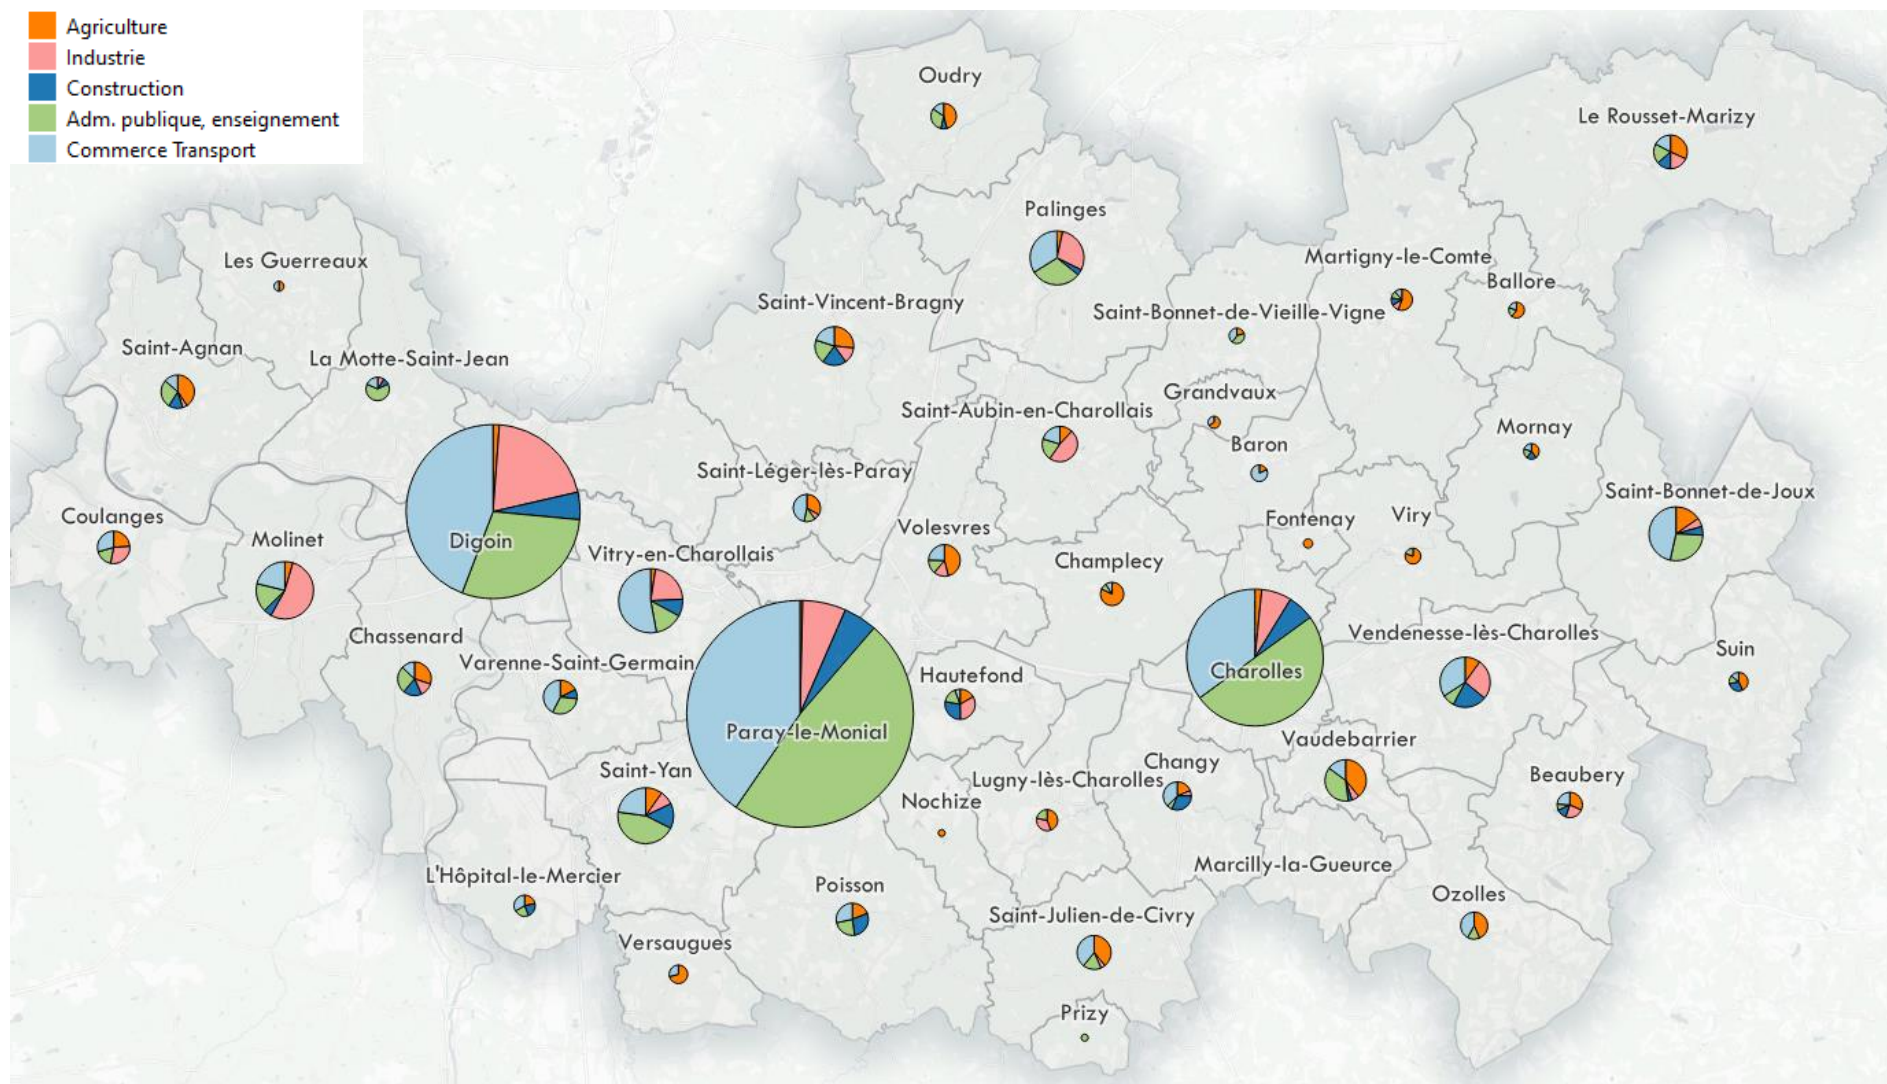 Agriculture
Industrie
Construction
Adm. publique, enseignement
Commerce Transport
Oudry
Le Rousset-Marizy
Palinges
Les Guerreaux
Martigny-le-Comte
Ballore
Saint-Vincent-Bragny
Saint-Bonnet-de-Vieille-Vigne
Saint-Agnan
La Motte-Saint-Jean
Grandvaux
Saint-Aubin-en-Charollais
Mornay
Baron
Saint-Léger-lès-Paray
Saint-Bonnet-de-Joux
Coulanges
Fontenay
Viry
Volesvres
Molinet
Digoin
Vitry-en-Charollais
Champlecy
Chassenard
Vendenesse-lès-Charolles
Suin
Varenne-Saint-Germain
Charolles
Hautefond
Paray-le-Monial
Vaudebarrier
Changy
Saint-Yan
Lugny-lès-Charolles
Beaubery
Nochize
Marcilly-la-Gueurce
L'Hôpital-le-Mercier
Poisson
Ozolles
Saint-Julien-de-Civry
Versaugues
Prizy